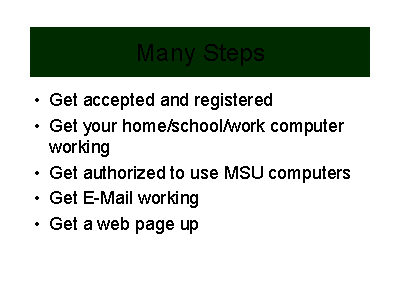 Many Steps
• Get accepted and registered
• Get your home/school/work computer
working
• Get authorized to use MSU computers
• Get E-Mail working
• Get a web page up